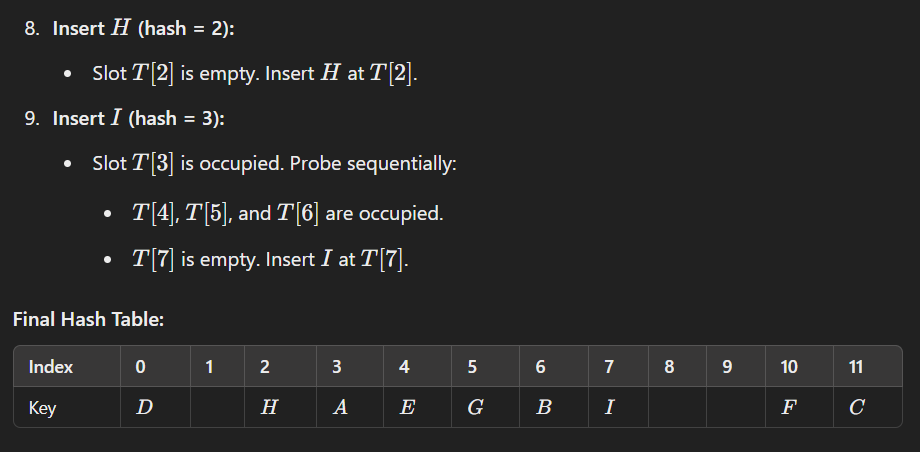 8. Insert H (hash = 2):
• Slot T[2] is empty. Insert H at T[2].
9. Insert I (hash = 3):
• Slot T[3] is occupied. Probe sequentially:
• T[4], T[5], and T[6] are occupied.
• T[7] is empty. Insert I at T[7].
Final Hash Table:
Index 0 1 2 3 4 5 6 7 8 9 10 11
Key D H A E G B I F C